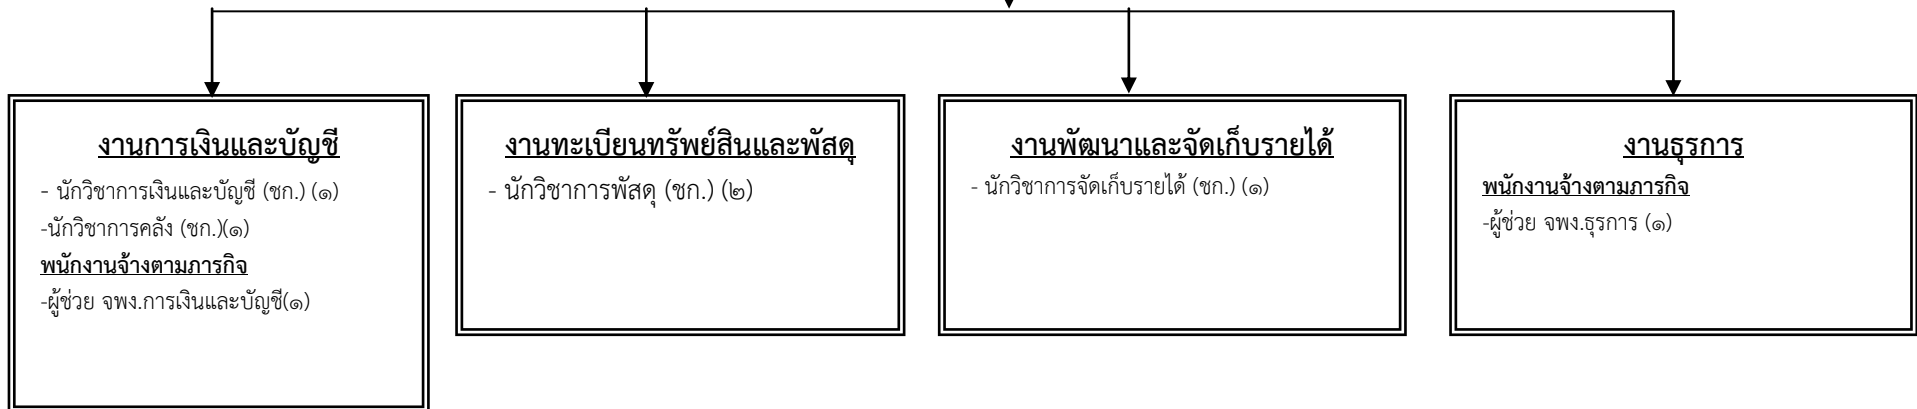 งานการเงินและบัญชี
- นักวิชาการเงินและบัญชี (ชก.) (๑)
-นักวิชาการคลัง (ชก.)(๑)
พนักงานจ้างตามภารกิจ
-ผู้ช่วย จพง.การเงินและบัญชี(๑)
งานทะเบียนทรัพย์สินและพัสดุ
- นักวิชาการพัสดุ (ชก.) (๒)
งานพัฒนาและจัดเก็บรายได้
- นักวิชาการจัดเก็บรายได้ (ชก.) (๑)
งานธุรการ
พนักงานจ้างตามภารกิจ
-ผู้ช่วย จพง.ธุรการ (๑)